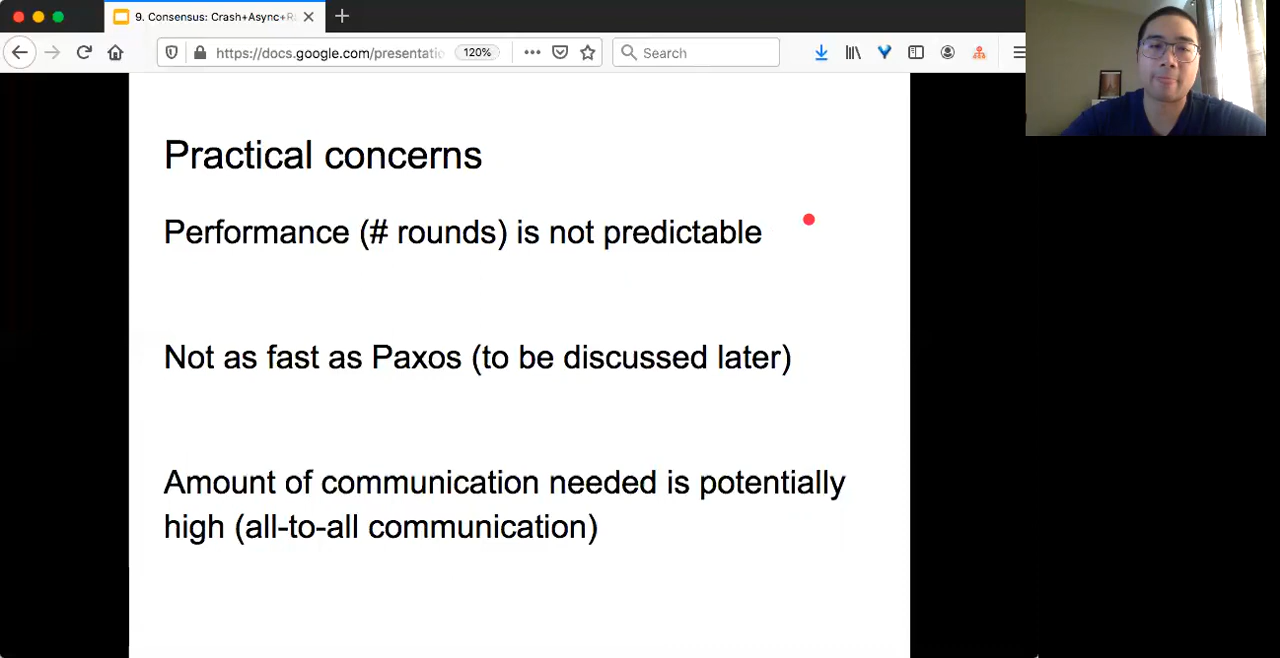 9. Consensus: Crash+Async+R
https://docs.google.com/presentatio
120%
Search
Practical concerns
Performance (# rounds) is not predictable
Not as fast as Paxos (to be discussed later)
Amount of communication needed is potentially
high (all-to-all communication)